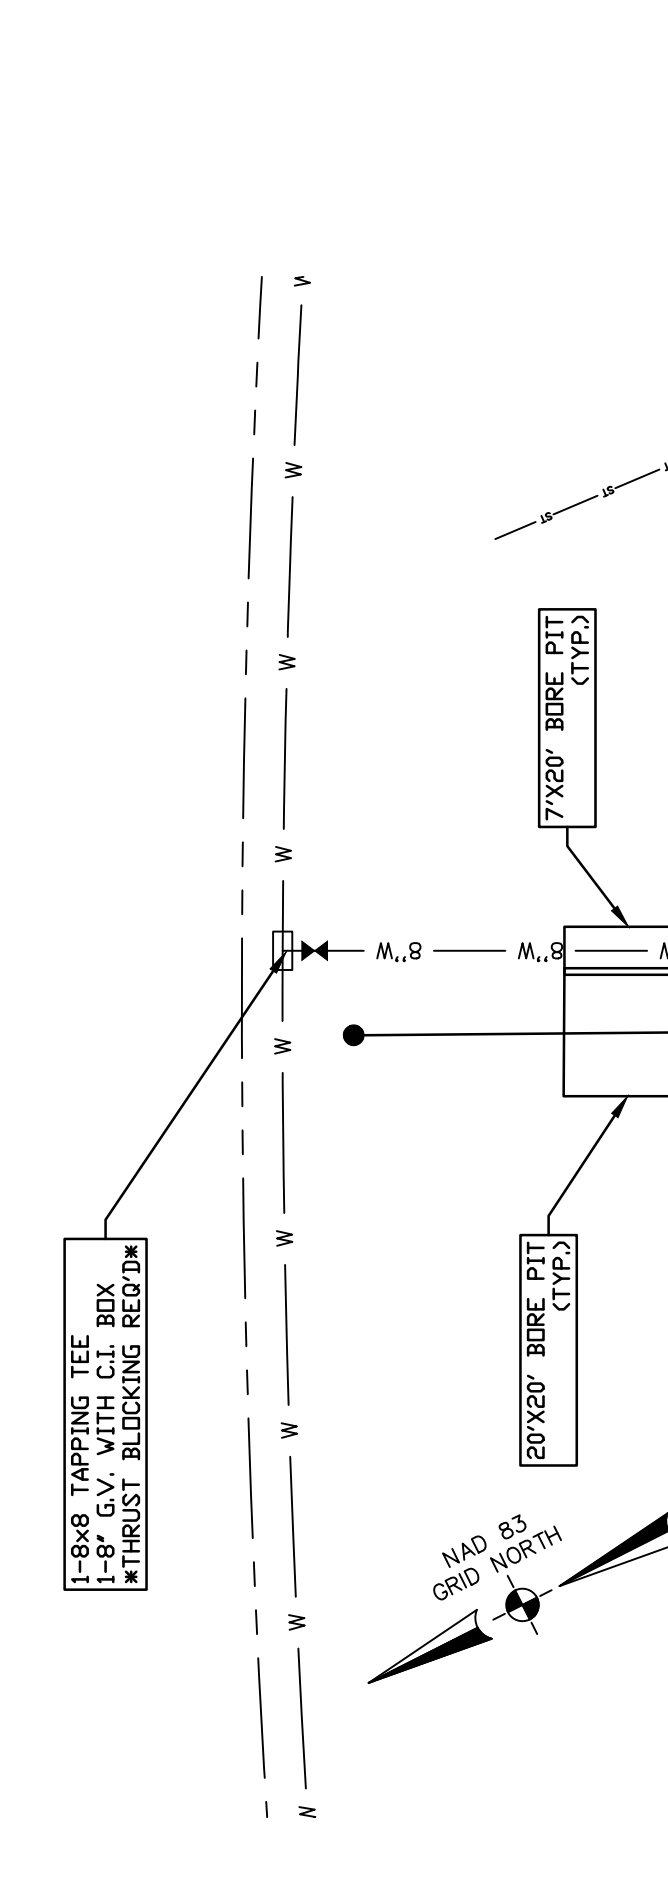 W
W
W
W
W
W
W
W
W
ST
ST
7'X20' BORE PIT
(TYP.)
8''W
8''W
20'X20' BORE PIT
(TYP.)
1-8x8 TAPPING TEE
1-8" G.V. WITH C.I. BOX
*THRUST BLOCKING REQ'D*
NAD 83
GRID NORTH